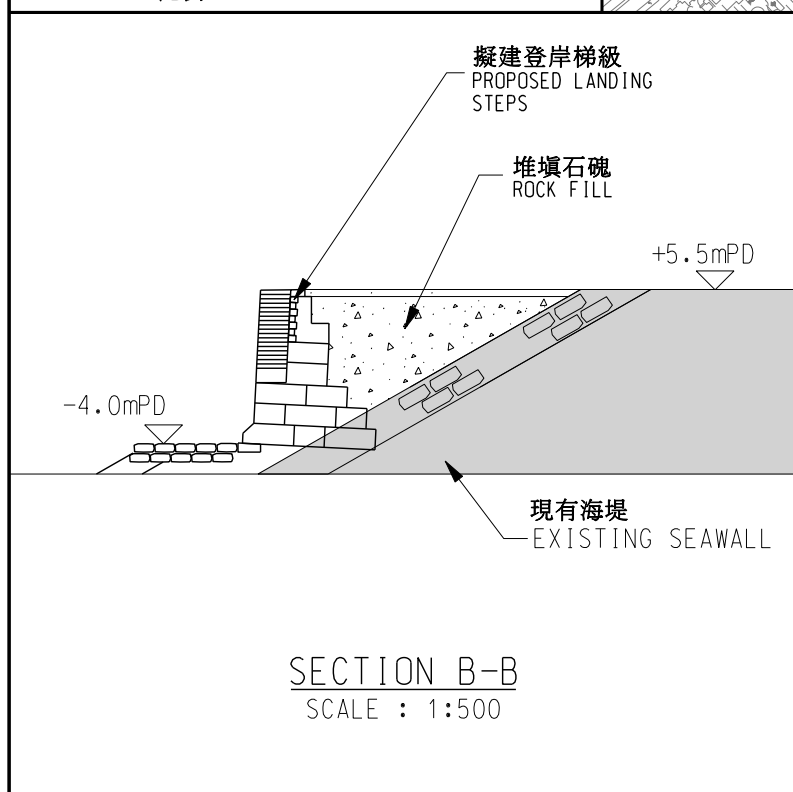 擬建登岸梯級
PROPOSED LANDING
STEPS
堆填石磈
ROCK FILL
+5.5mPD
-4.0mPD
現有海堤
EXISTING SEAWALL
SECTION B-B
SCALE : 1:500